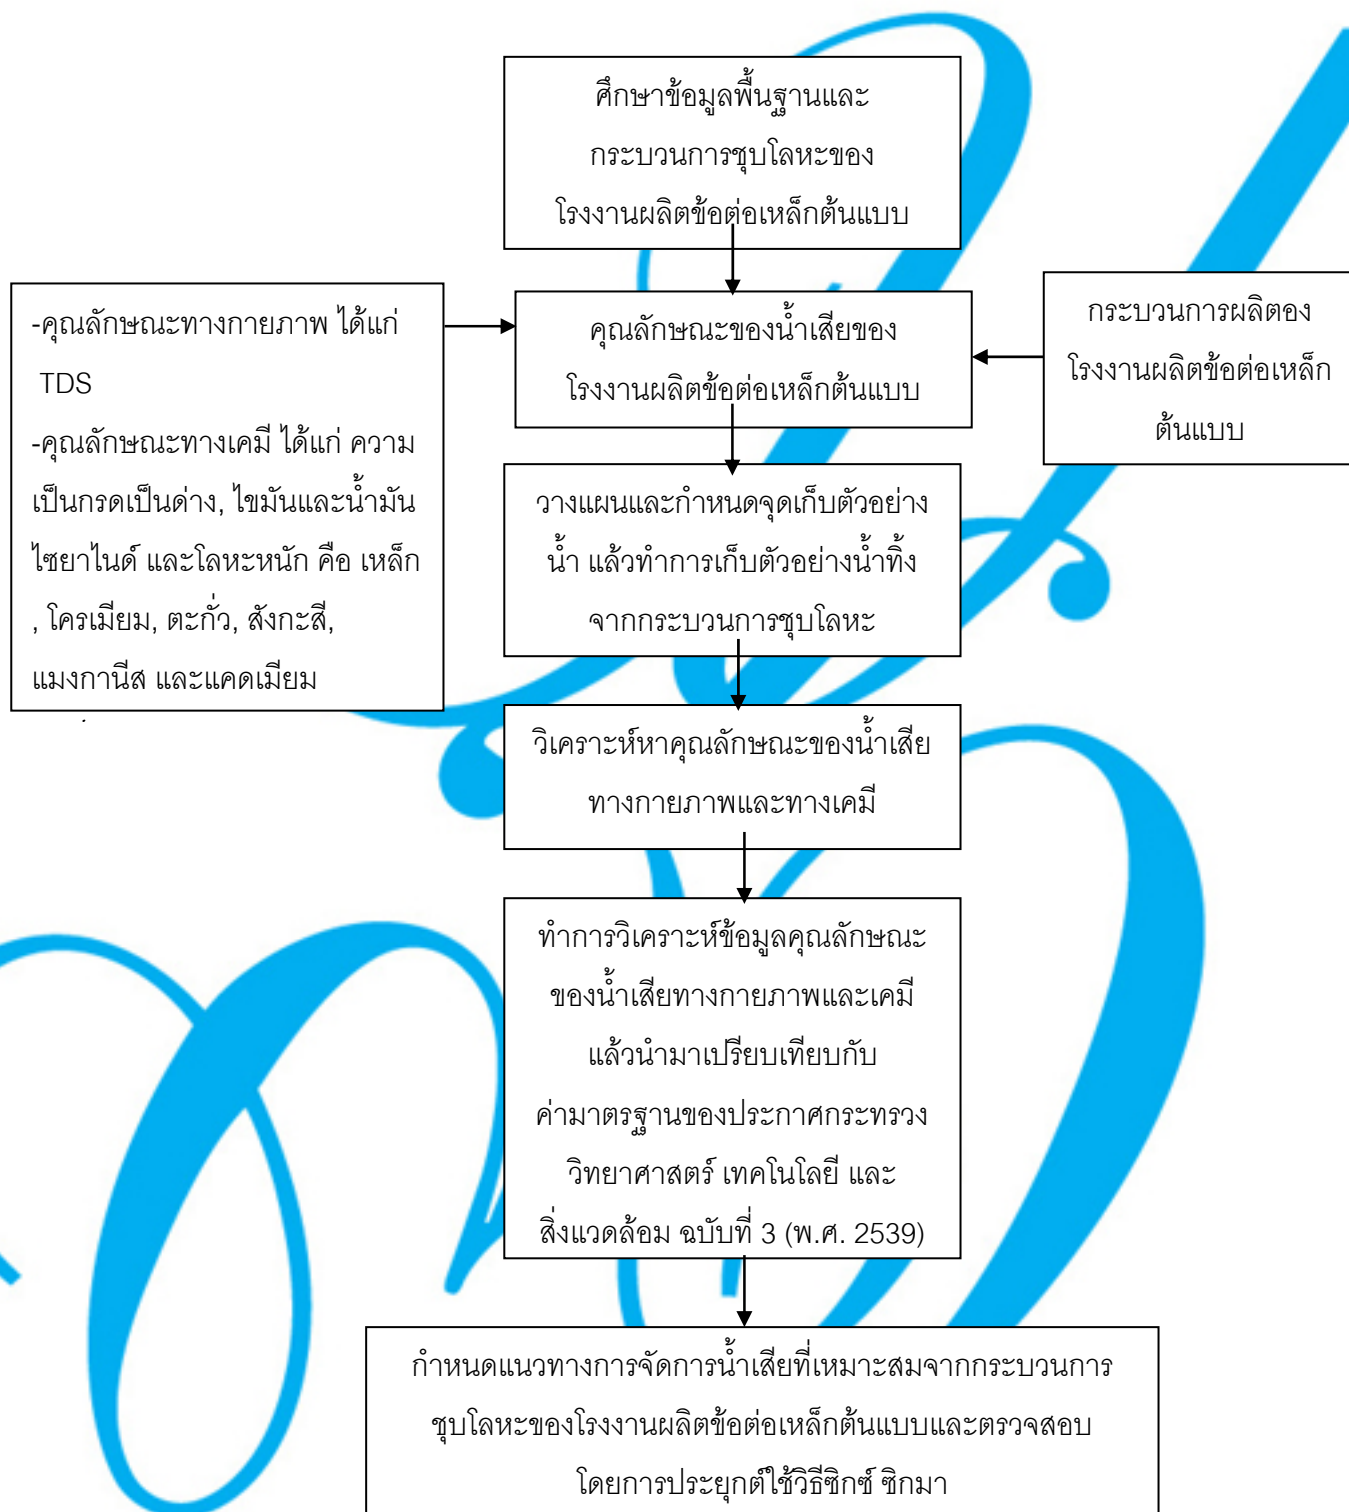 ศึกษาข้อมูลพื้นฐานและ
กระบวนการชุบโลหะของ
โรงงานผลิตข้อต่อเหล็กต้นแบบ
-คุณลักษณะทางกายภาพ ได้แก่
TDS
-คุณลักษณะทางเคมี ได้แก่ ความ
เป็นกรดเป็นด่าง, ไขมันและน้ำมัน
ไซยาไนด์ และโลหะหนัก คือ เหล็ก
, โครเมียม, ตะกั่ว, สังกะสี,
แมงกานีส และแคดเมียม
คุณลักษณะของน้ำเสียของ
โรงงานผลิตข้อต่อเหล็กต้นแบบ
กระบวนการผลิตอง
โรงงานผลิตข้อต่อเหล็ก
ต้นแบบ
วางแผนและกำหนดจุดเก็บตัวอย่าง
น้ำ แล้วทำการเก็บตัวอย่างน้ำทิ้ง
จากกระบวนการชุบโลหะ
วิเคราะห์หาคุณลักษณะของน้ำเสีย
ทางกายภาพและทางเคมี
ทำการวิเคราะห์ข้อมูลคุณลักษณะ
ของน้ำเสียทางกายภาพและเคมี
แล้วนำมาเปรียบเทียบกับ
ค่ามาตรฐานของประกาศกระทรวง
วิทยาศาสตร์ เทคโนโลยี และ
สิ่งแวดล้อม ฉบับที่ 3 (พ.ศ. 2539)
กำหนดแนวทางการจัดการน้ำเสียที่เหมาะสมจากกระบวนการ
ชุบโลหะของโรงงานผลิตข้อต่อเหล็กต้นแบบและตรวจสอบ
โดยการประยุกต์ใช้วิธีซิกซ์ ซิกมา